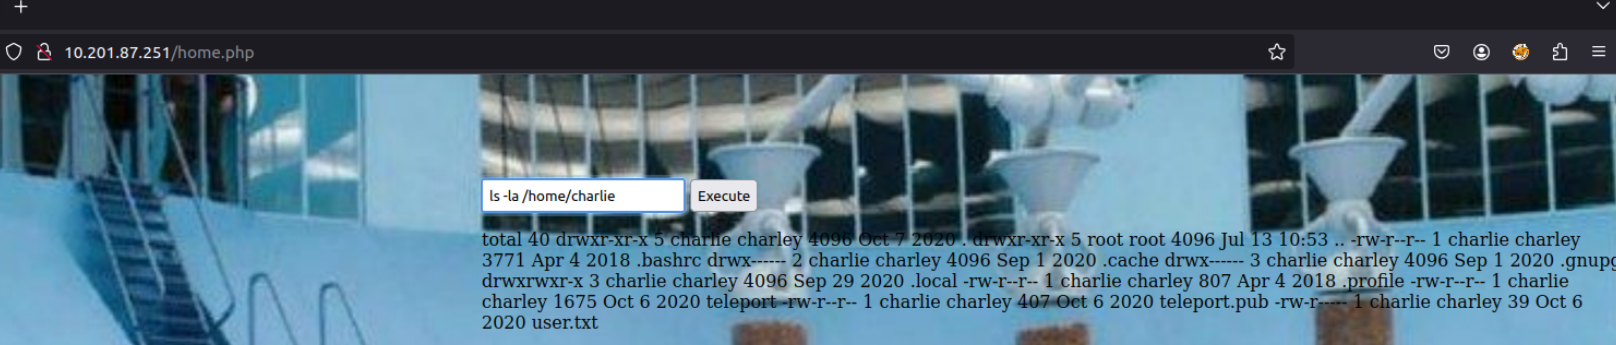 10.201.87.251/home.php
ls -la /home/charlie
Execute
total 40 drwxr-xr-x 5 charlie charley 4096 Oct 7 2020 . drwxr-xr-x 5 root root 4096 Jul 13 10:53 .. -rw-r--r-- 1 charlie charley
3771 Apr 4 2018 .bashrc drwx------ 2 charlie charley 4096 Sep 1 2020 .cache drwx------ 3 charlie charley 4096 Sep 1 2020 .gnupg
drwxrwxr-x 3 charlie charley 4096 Sep 29 2020 .local -rw-r--r-- 1 charlie charley 807 Apr 4 2018 .profile -rw-r--r-- 1 charlie
charley 1675 Oct 6 2020 teleport -rw-r--r-- 1 charlie charley 407 Oct 6 2020 teleport.pub -rw-r----- 1 charlie charley 39 Oct 6
2020 user.txt